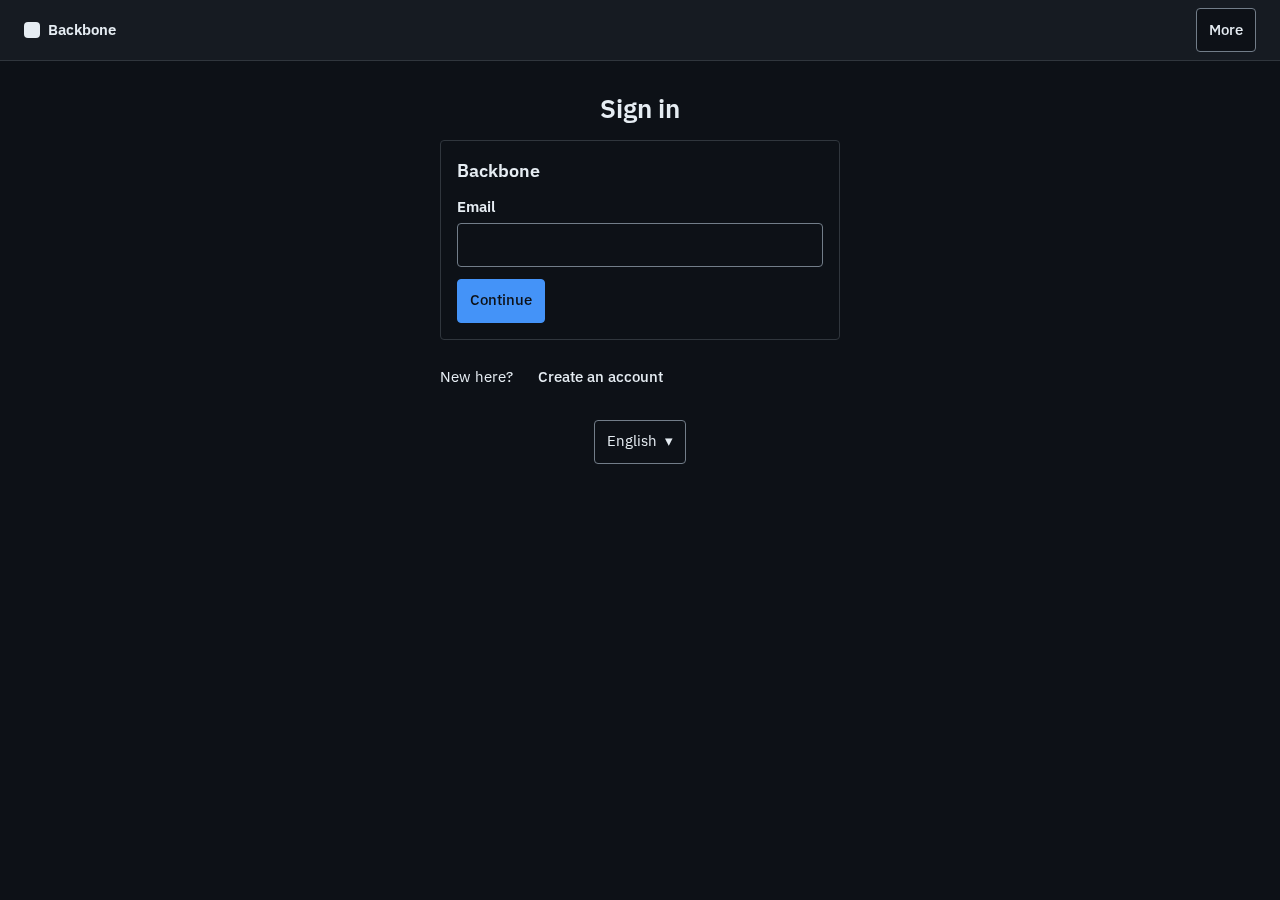 Backbone
More
Sign in
Backbone
Email
Continue
New here? Create an account
English ▾